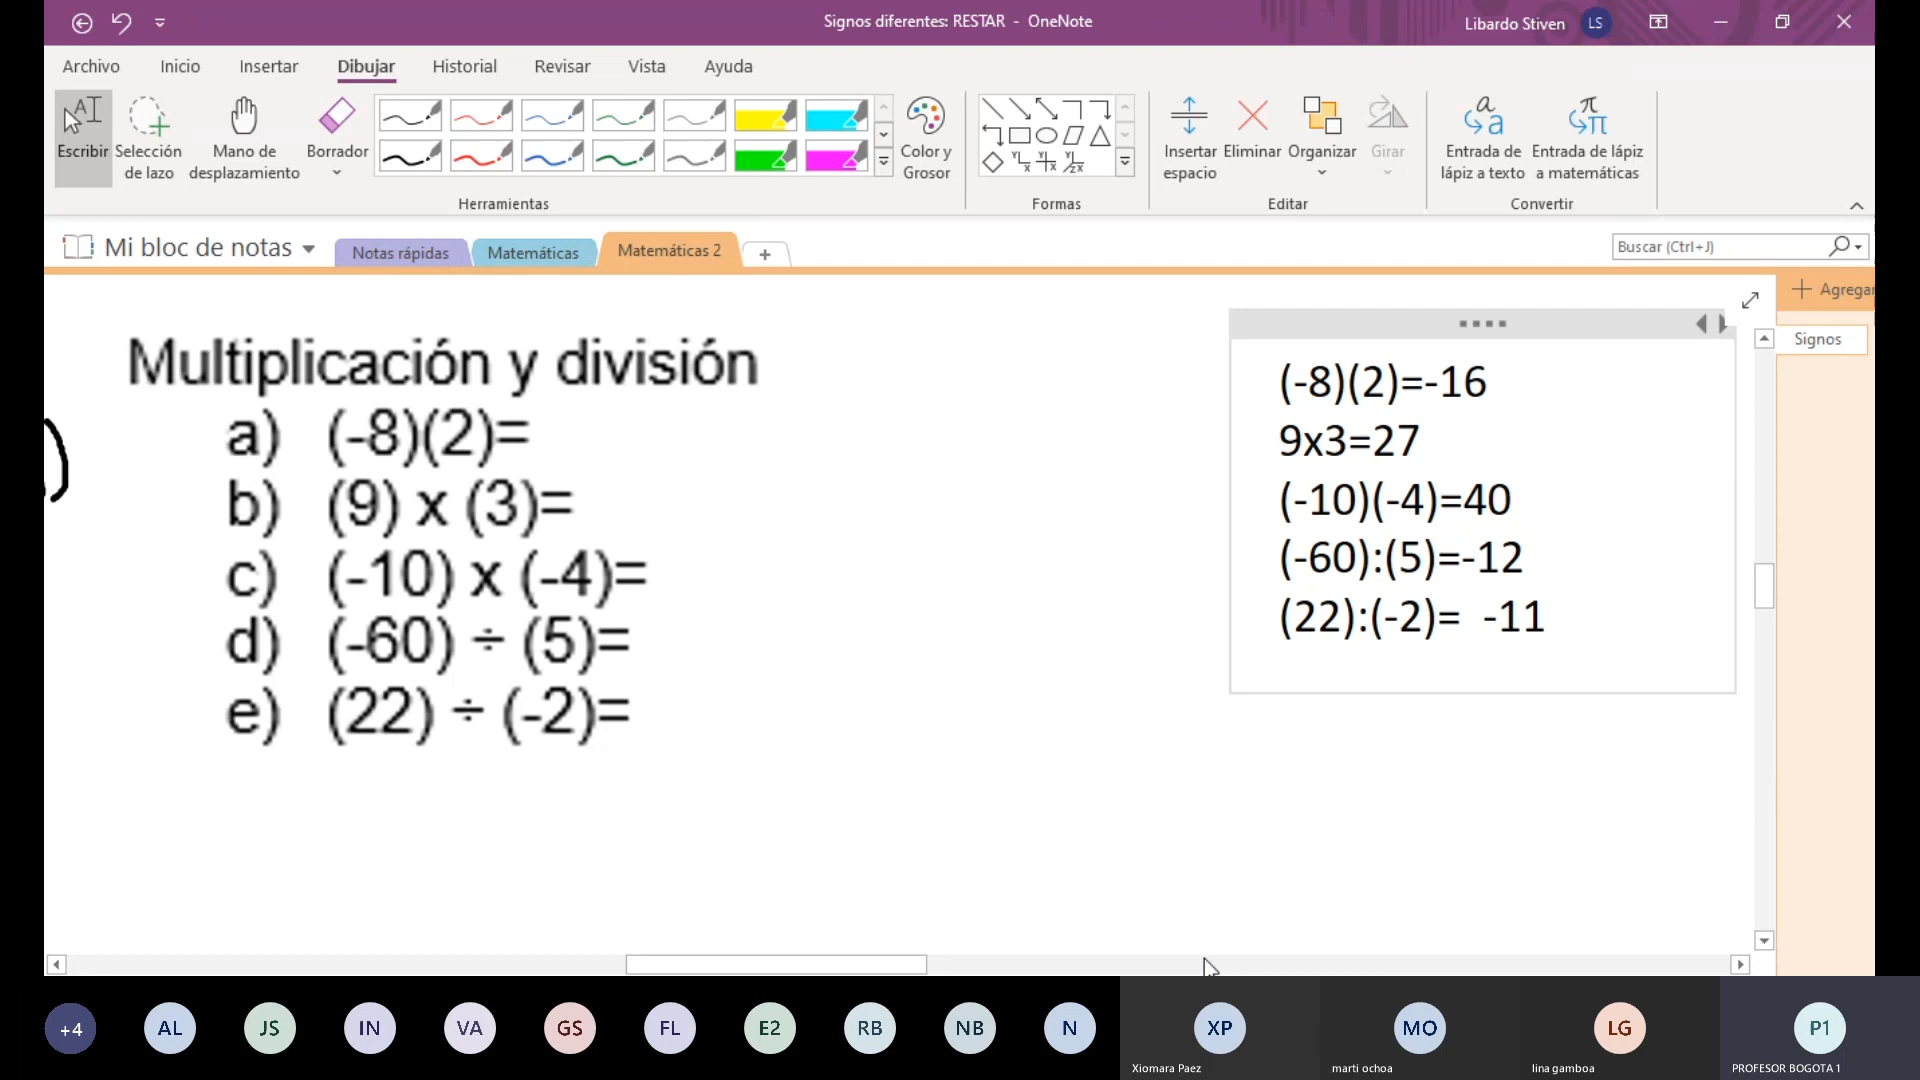 Signos diferentes: RESTAR - OneNote
Libardo Stiven
LS
Archivo Inicio Insertar Dibujar Historial Revisar Vista Ayuda
Escribir
Selección de lazo
Mano de desplazamiento
Borrador
Color y Grosor
Insertar espacio
Eliminar
Organizar
Girar
Entrada de lápiz a texto
Entrada de lápiz a matemáticas
Herramientas
Formas
Editar
Convertir
Mi bloc de notas
Notas rápidas
Matemáticas
Matemáticas 2
Buscar (Ctrl+J)
Agregar
Signos
Multiplicación y división
a) (-8)(2)=
b) (9) x (3)=
c) (-10) x (-4)=
d) (-60) ÷ (5)=
e) (22) ÷ (-2)=
(-8)(2)=-16
9x3=27
(-10)(-4)=40
(-60):(5)=-12
(22):(-2)= -11
+4 AL JS IN VA GS FL E2 RB NB N XP MO LG P1
Xiomara Paez
marti ochoa
lina gamboa
PROFESOR BOGOTA 1